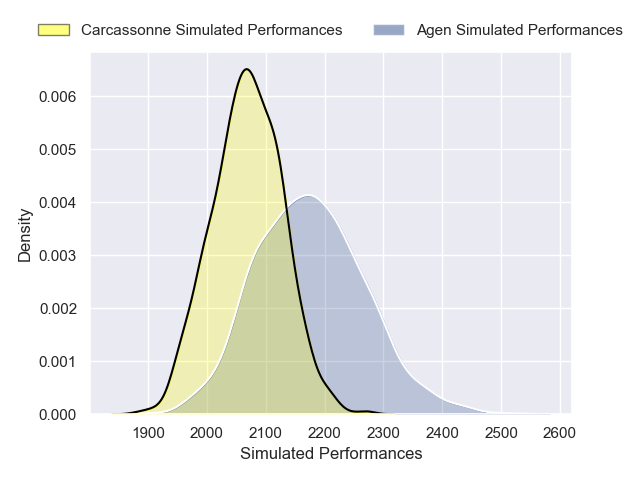 Carcassonne Simulated Performances
Agen Simulated Performances
0.006
0.005
0.004
0.003
0.002
0.001
0.000
Density
1900 2000 2100 2200 2300 2400 2500 2600
Simulated Performances